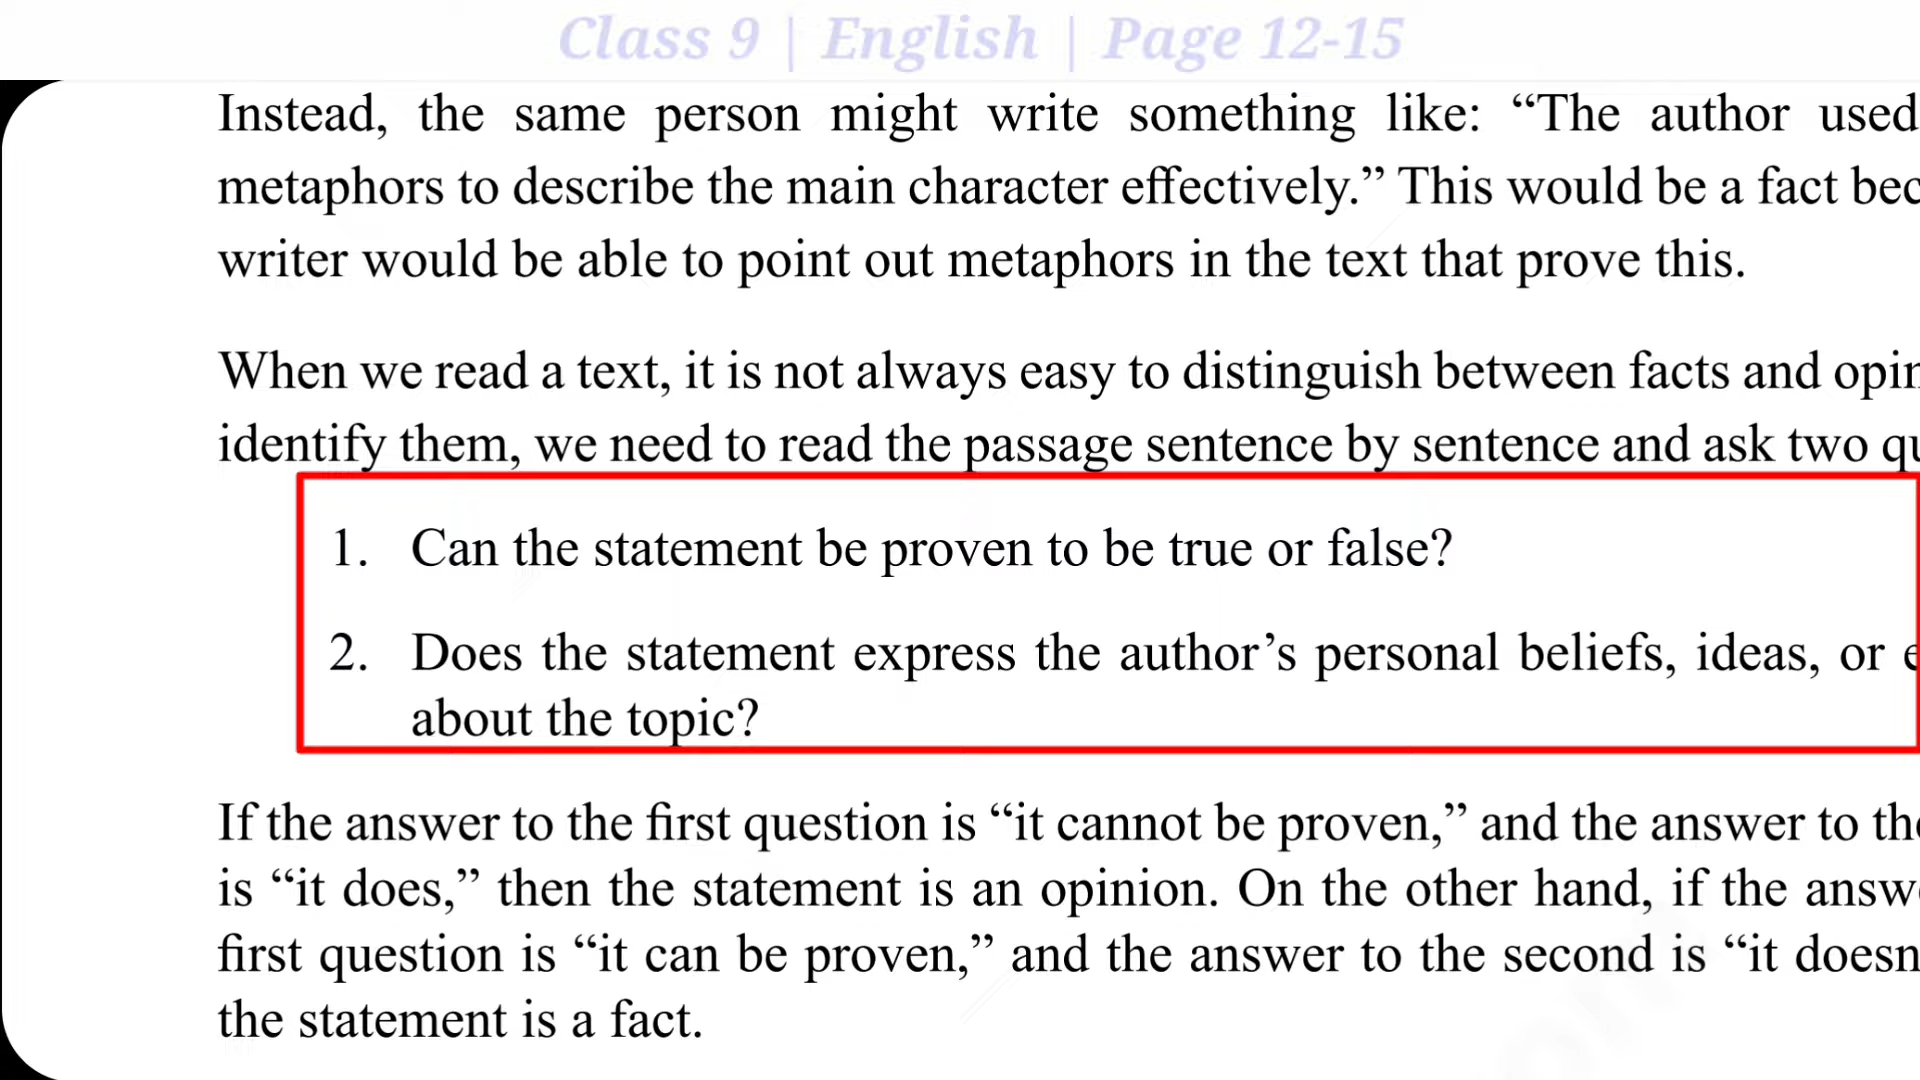 Class 9 | English | Page 12-15
Instead, the same person might write something like: “The author used
metaphors to describe the main character effectively.” This would be a fact bec
writer would be able to point out metaphors in the text that prove this.
When we read a text, it is not always easy to distinguish between facts and opin
identify them, we need to read the passage sentence by sentence and ask two qu
1. Can the statement be proven to be true or false?
2. Does the statement express the author’s personal beliefs, ideas, or e
about the topic?
If the answer to the first question is “it cannot be proven,” and the answer to the
is “it does,” then the statement is an opinion. On the other hand, if the answe
first question is “it can be proven,” and the answer to the second is “it doesn
the statement is a fact.